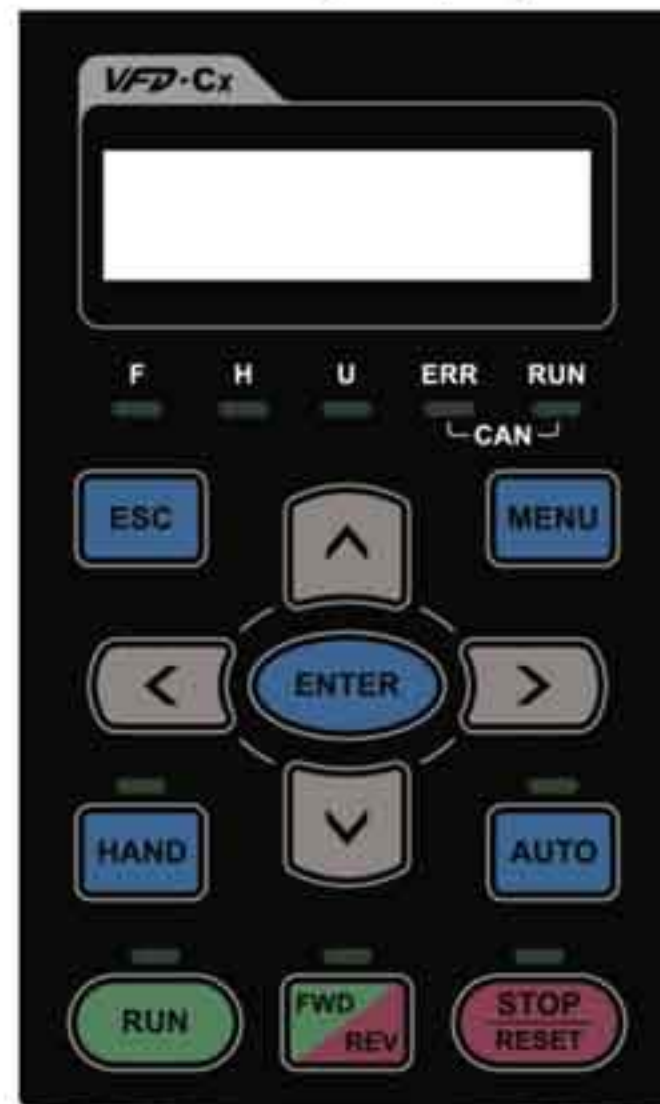 VFD·Cx
F H U ERR RUN
CAN
ESC MENU
ENTER
HAND AUTO
RUN FWD REV STOP RESET